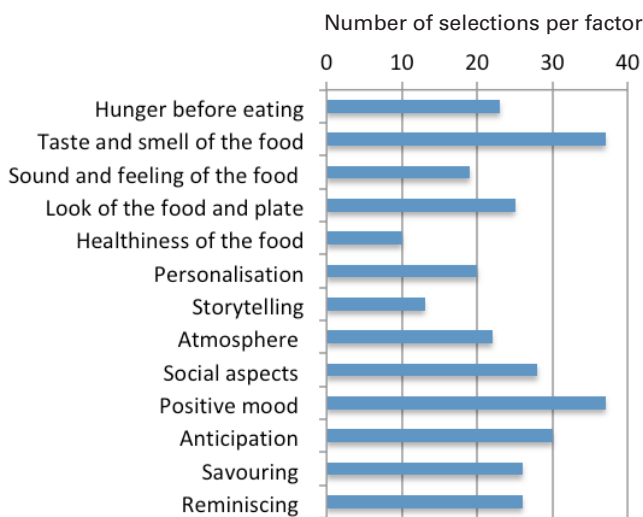 Number of selections per factor
0 10 20 30 40
Hunger before eating
Taste and smell of the food
Sound and feeling of the food
Look of the food and plate
Healthiness of the food
Personalisation
Storytelling
Atmosphere
Social aspects
Positive mood
Anticipation
Savouring
Reminiscing